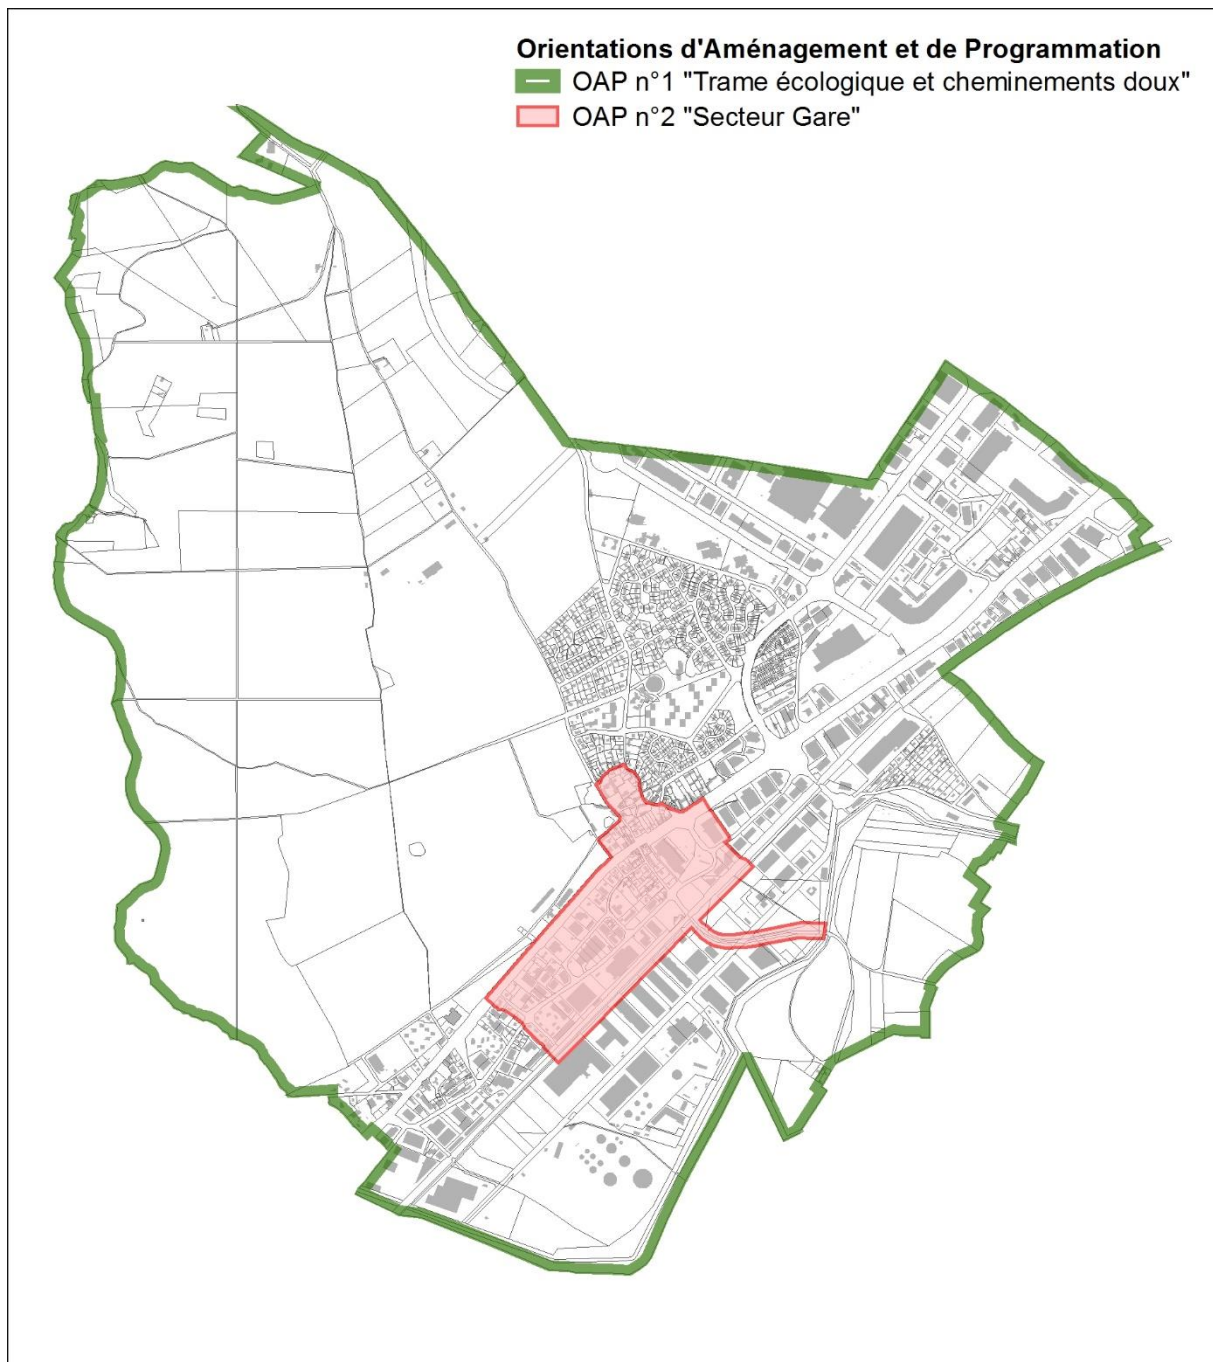 Orientations d'Aménagement et de Programmation
OAP n°1 "Trame écologique et cheminements doux"
OAP n°2 "Secteur Gare"